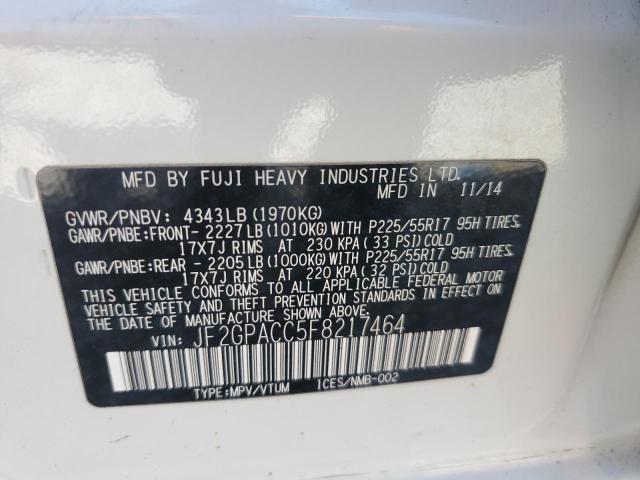 MFD BY FUJI HEAVY INDUSTRIES LTD.
MFD IN 11/14
GVWR/PNBV: 4343LB (1970KG)
GAWR/PNBE:FRONT- 2227LB (1010KG) WITH P225/55R17 95H TIRES,
17X7J RIMS AT 230 KPA (33 PSI) COLD
GAWR/PNBE:REAR - 2205LB (1000KG) WITH P225/55R17 95H TIRES,
17X7J RIMS AT 220 KPA (32 PSI) COLD
THIS VEHICLE CONFORMS TO ALL APPLICABLE FEDERAL MOTOR
VEHICLE SAFETY AND THEFT PREVENTION STANDARDS IN EFFECT
ON THE DATE OF MANUFACTURE SHOWN ABOVE.
VIN: JF2GPACC5F8217464
TYPE:MPV/VTUM ICES/NMB-002